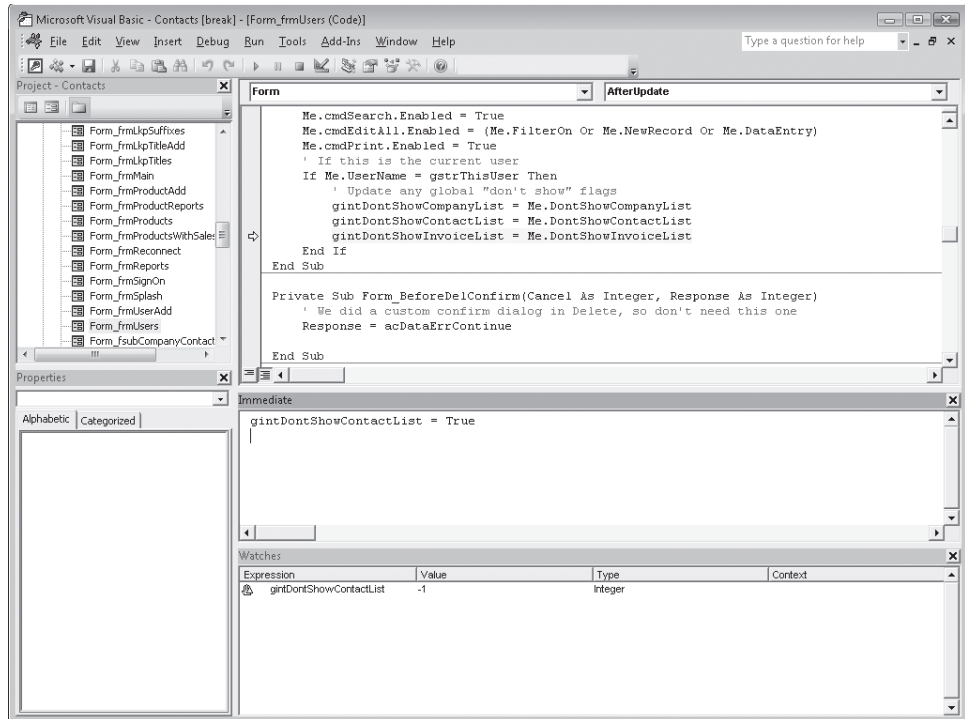 Microsoft Visual Basic - Contacts [break] - [Form_frmUsers (Code)]
File Edit View Insert Debug Run Tools Add-Ins Window Help
Type a question for help
Project - Contacts
Form_frmLkpSuffixes
Form_frmLkpTitleAdd
Form_frmLkpTitles
Form_frmMain
Form_frmProductAdd
Form_frmProductReports
Form_frmProducts
Form_frmProductsWithSales
Form_frmReconnect
Form_frmReports
Form_frmSignOn
Form_frmSplash
Form_frmUserAdd
Form_frmUsers
Form_fsubCompanyContact
Properties
Alphabetic Categorized
Form AfterUpdate
Me.cmdSearch.Enabled = True
Me.cmdEditAll.Enabled = (Me.FilterOn Or Me.NewRecord Or Me.DataEntry)
Me.cmdPrint.Enabled = True
' If this is the current user
If Me.UserName = gstrThisUser Then
' Update any global "don't show" flags
gintDontShowCompanyList = Me.DontShowCompanyList
gintDontShowContactList = Me.DontShowContactList
gintDontShowInvoiceList = Me.DontShowInvoiceList
End If
End Sub
Private Sub Form_BeforeDelConfirm(Cancel As Integer, Response As Integer)
' We did a custom confirm dialog in Delete, so don't need this one
Response = acDataErrContinue
End Sub
Immediate
gintDontShowContactList = True
Watches
Expression Value Type Context
gintDontShowContactList -1 Integer